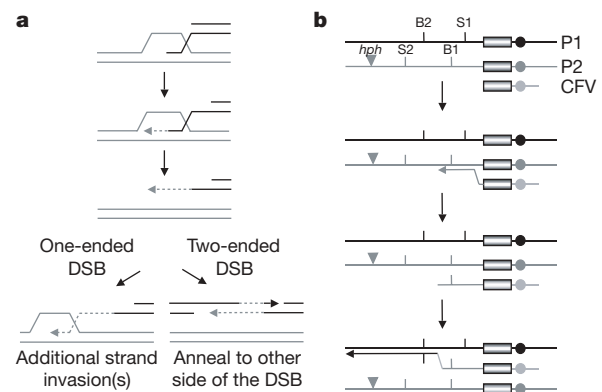 a
One-ended
DSB
Two-ended
DSB
Additional strand
invasion(s)
Anneal to other
side of the DSB
b
B2 S1
P1
hph S2 B1
P2
CFV